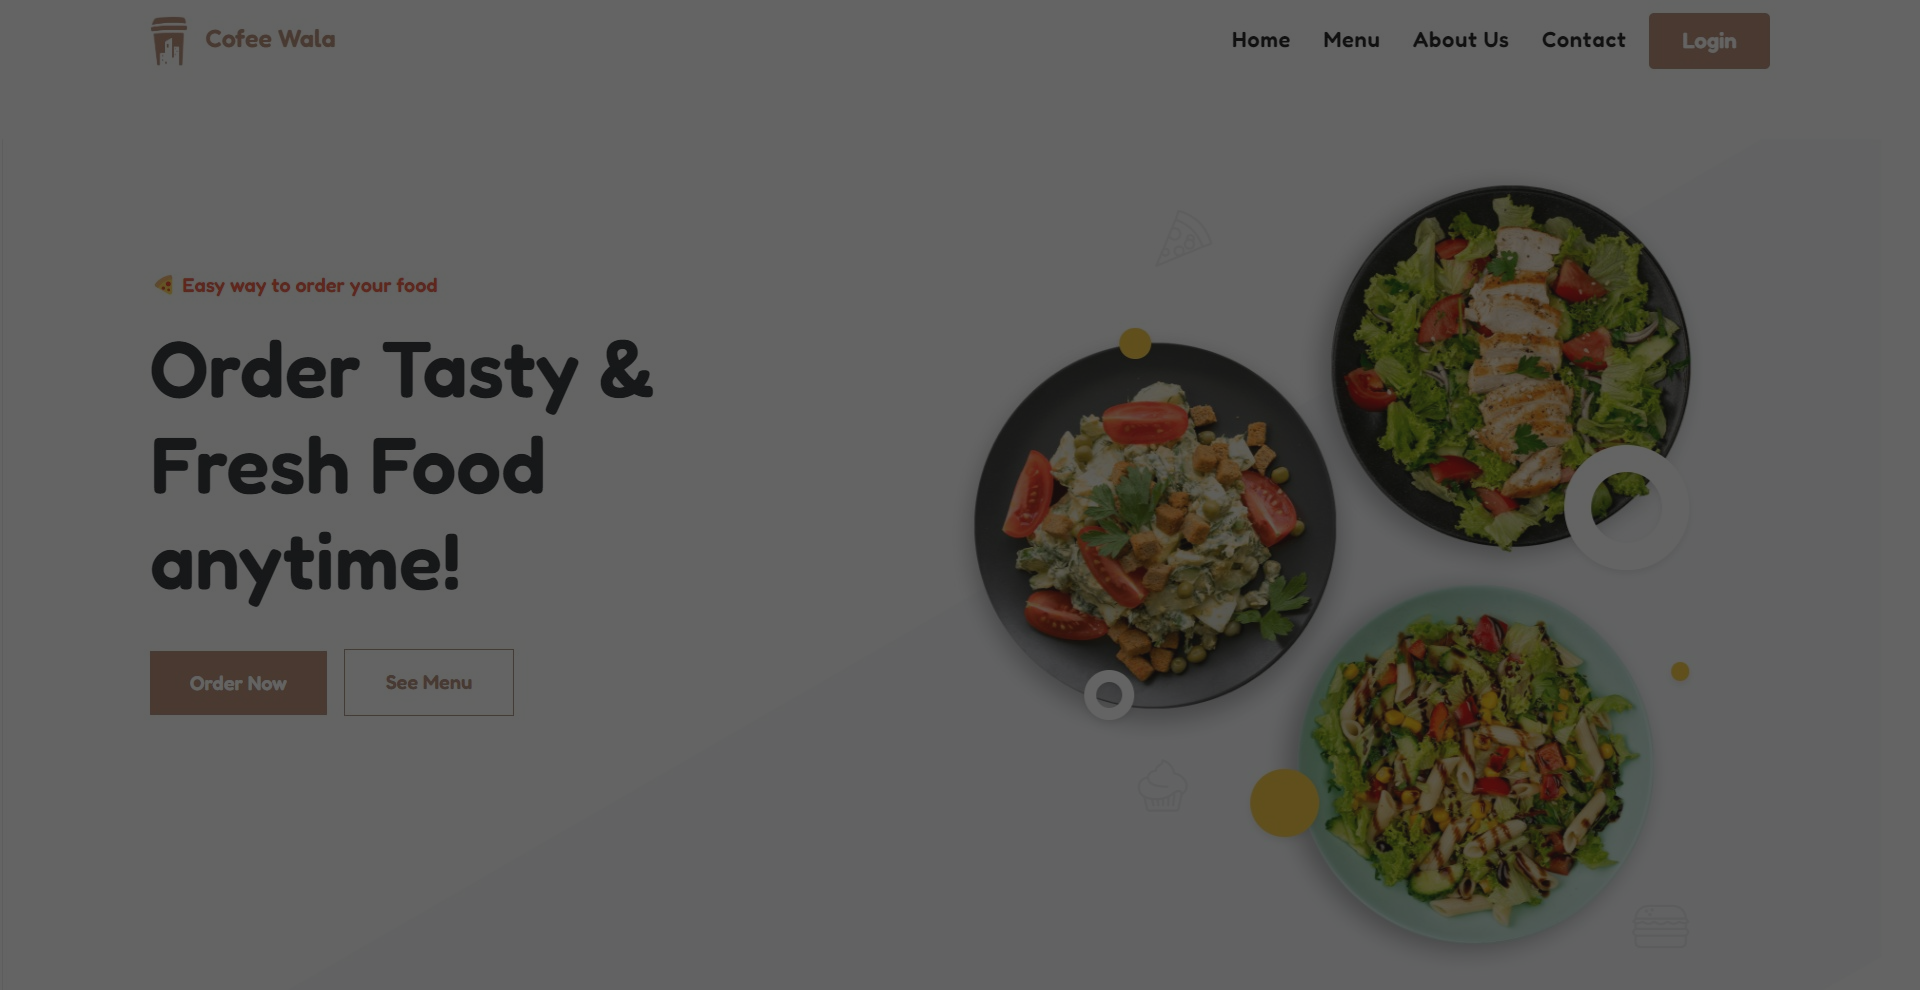 Cofee Wala
Home Menu About Us Contact Login
🍕 Easy way to order your food
Order Tasty &
Fresh Food
anytime!
Order Now See Menu